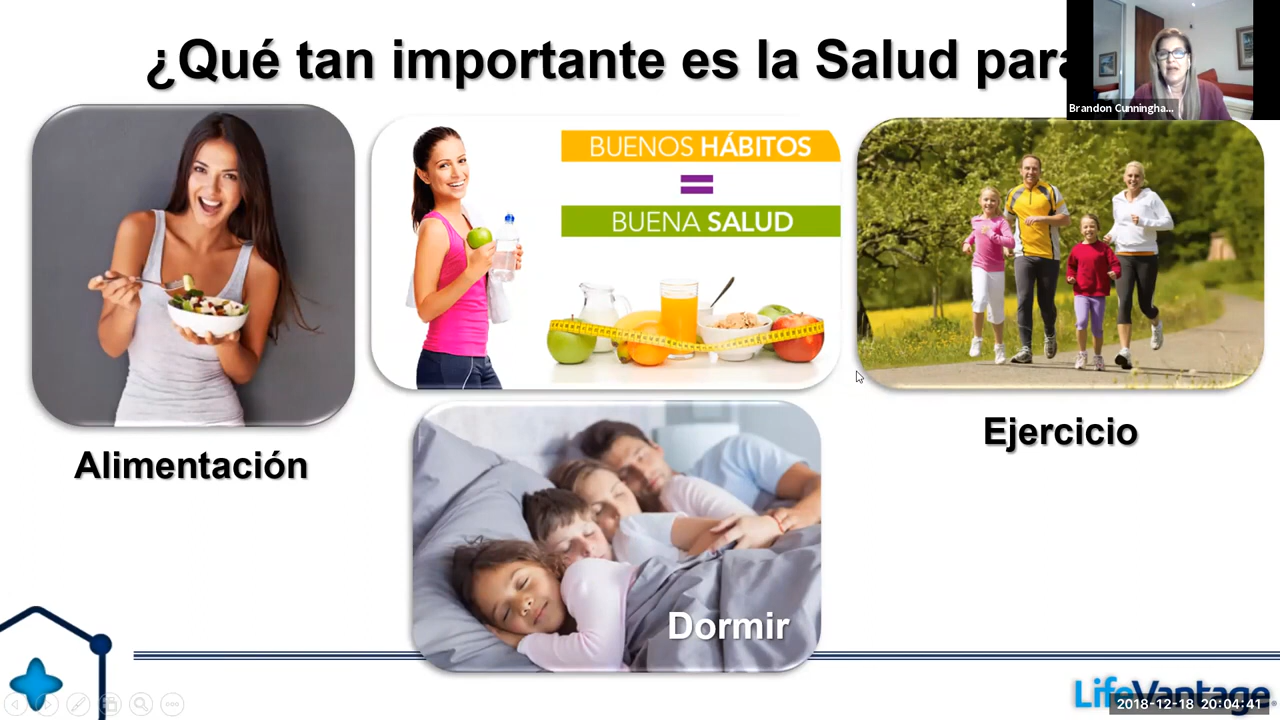 ¿Qué tan importante es la Salud para
Brandon Cunningha...
BUENOS HÁBITOS
=
BUENA SALUD
Alimentación
Ejercicio
Dormir
LifeVantage
2018-12-18 20:04:41